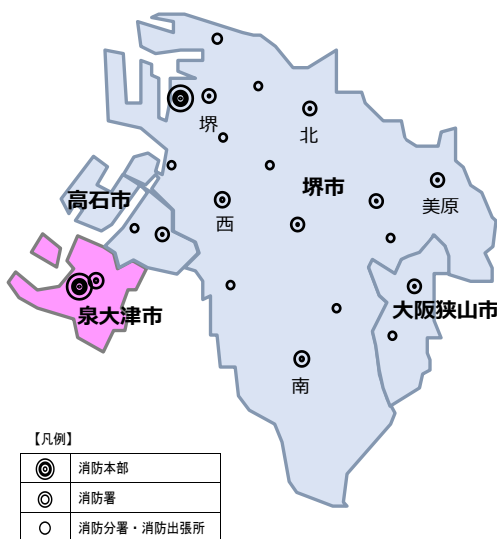 堺
北
高石市
堺市
美原
西
泉大津市
大阪狭山市
南
【凡例】
消防本部
消防署
消防分署・消防出張所